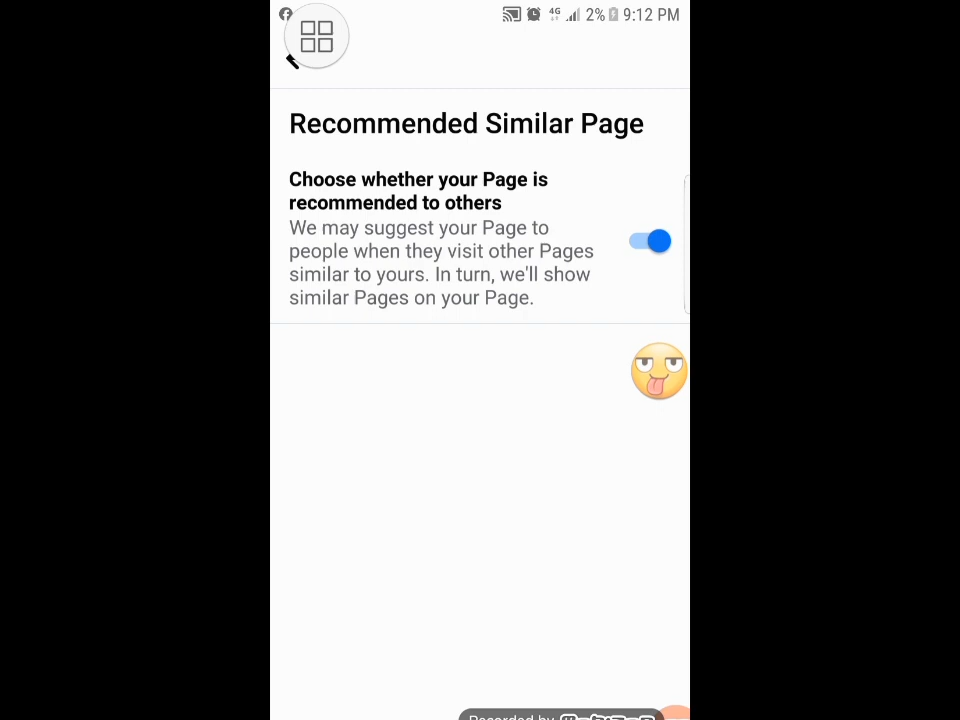 4G 2% 9:12 PM
Recommended Similar Page
Choose whether your Page is
recommended to others
We may suggest your Page to
people when they visit other Pages
similar to yours. In turn, we'll show
similar Pages on your Page.
Recorded by